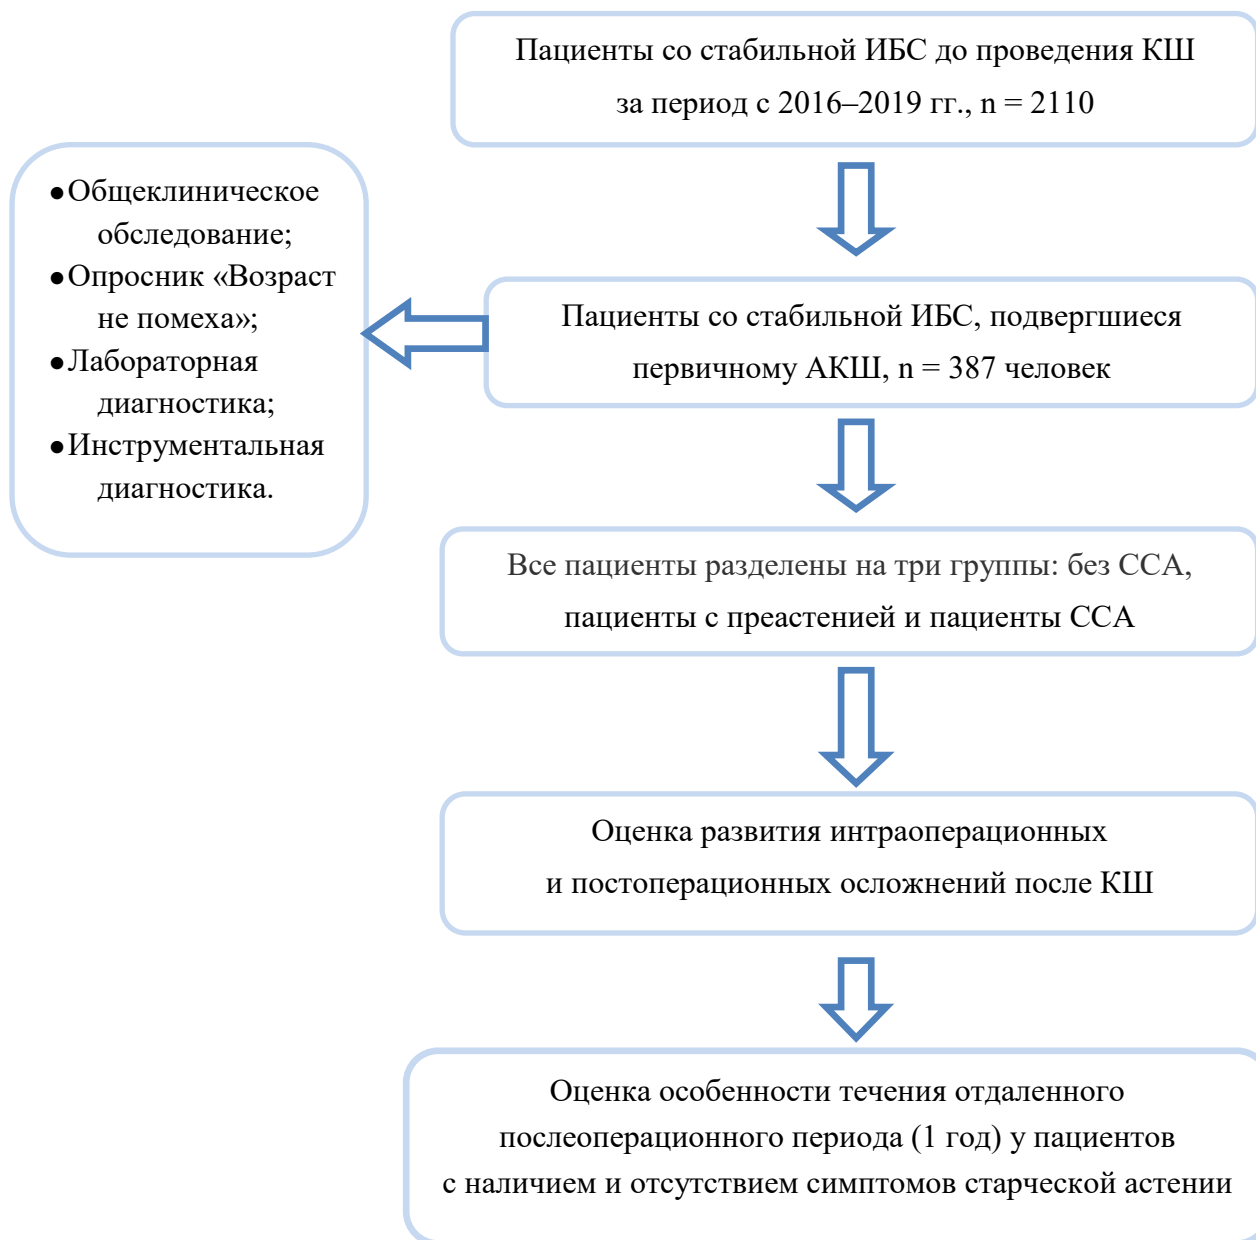 Пациенты со стабильной ИБС до проведения КШ
за период с 2016–2019 гг., n = 2110
●Общеклиническое
обследование;
●Опросник «Возраст
не помеха»;
●Лабораторная
диагностика;
●Инструментальная
диагностика.
Пациенты со стабильной ИБС, подвергшиеся
первичному АКШ, n = 387 человек
Все пациенты разделены на три группы: без ССА,
пациенты с преастенией и пациенты ССА
Оценка развития интраоперационных
и постоперационных осложнений после КШ
Оценка особенности течения отдаленного
послеоперационного периода (1 год) у пациентов
с наличием и отсутствием симптомов старческой астении